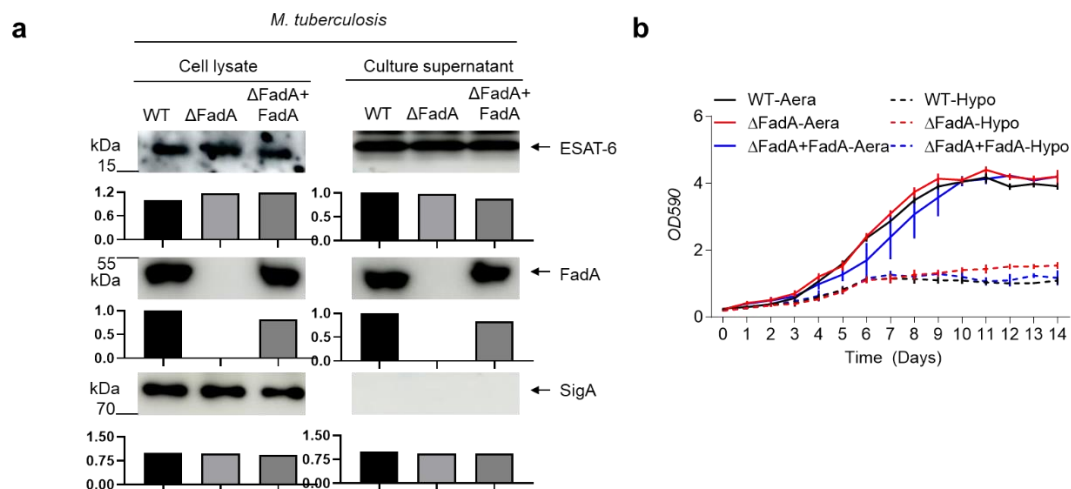 a
M. tuberculosis
Cell lysate
Culture supernatant
WT ΔFadA ΔFadA+ FadA
WT ΔFadA ΔFadA+ FadA
kDa
15
ESAT-6
1.2
0.6
0.0
1.0
0.5
0.0
55
kDa
FadA
1.0
0.5
0.0
1.0
0.5
0.0
kDa
70
SigA
1.50
0.75
0.00
1.50
0.75
0.00
b
WT-Aera
WT-Hypo
ΔFadA-Aera
ΔFadA-Hypo
ΔFadA+FadA-Aera
ΔFadA+FadA-Hypo
6
4
2
0
OD590
0 1 2 3 4 5 6 7 8 9 10 11 12 13 14
Time (Days)